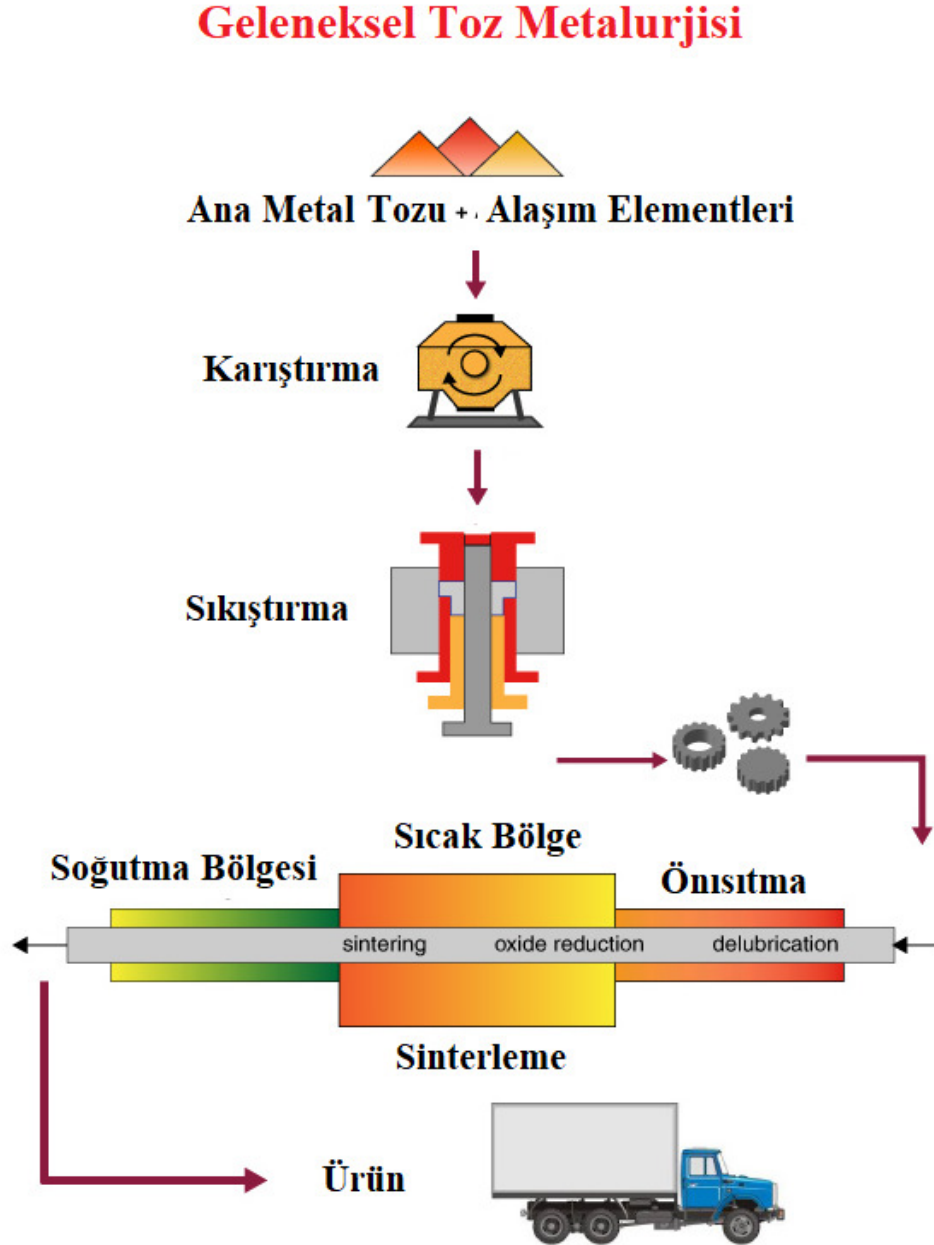 Geleneksel Toz Metalurjisi
Ana Metal Tozu + Alaşım Elementleri
Karıştırma
Sıkıştırma
Sıcak Bölge
Soğutma Bölgesi
Önısıtma
sintering oxide reduction delubrication
Sinterleme
Ürün